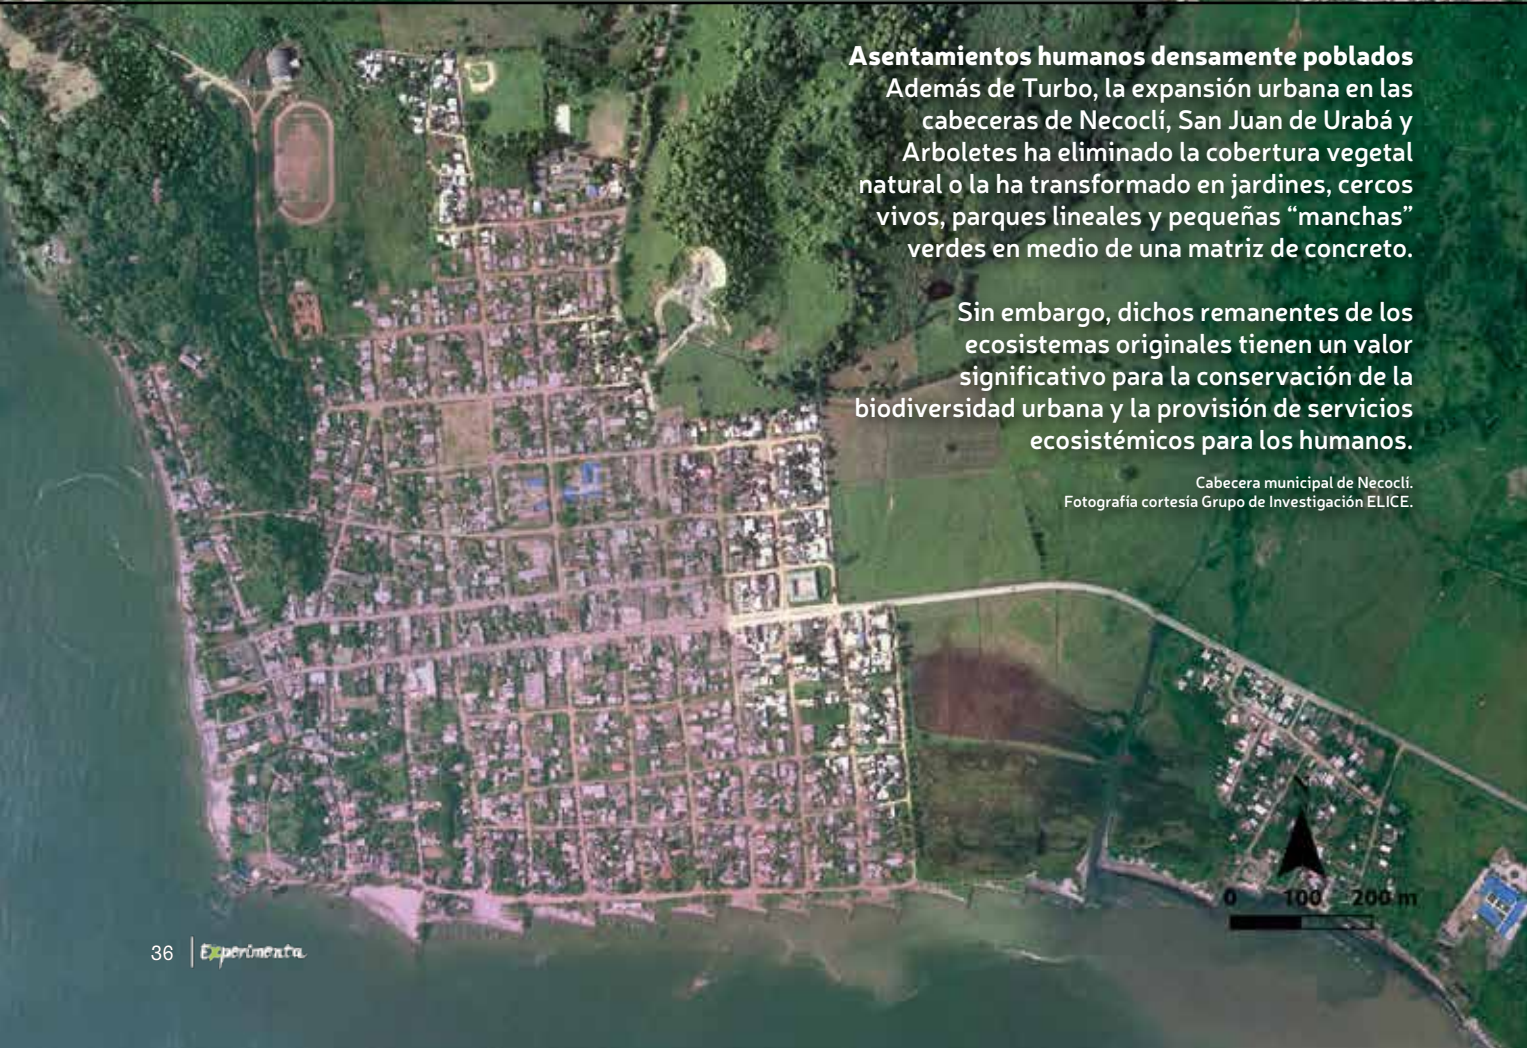 Asentamientos humanos densamente poblados
Además de Turbo, la expansión urbana en las
cabeceras de Necoclí, San Juan de Urabá y
Arboletes ha eliminado la cobertura vegetal
natural o la ha transformado en jardines, cercos
vivos, parques lineales y pequeñas “manchas”
verdes en medio de una matriz de concreto.
Sin embargo, dichos remanentes de los
ecosistemas originales tienen un valor
significativo para la conservación de la
biodiversidad urbana y la provisión de servicios
ecosistémicos para los humanos.
Cabecera municipal de Necoclí.
Fotografía cortesía Grupo de Investigación ELICE.
N
0 100 200 m
36 Experimenta